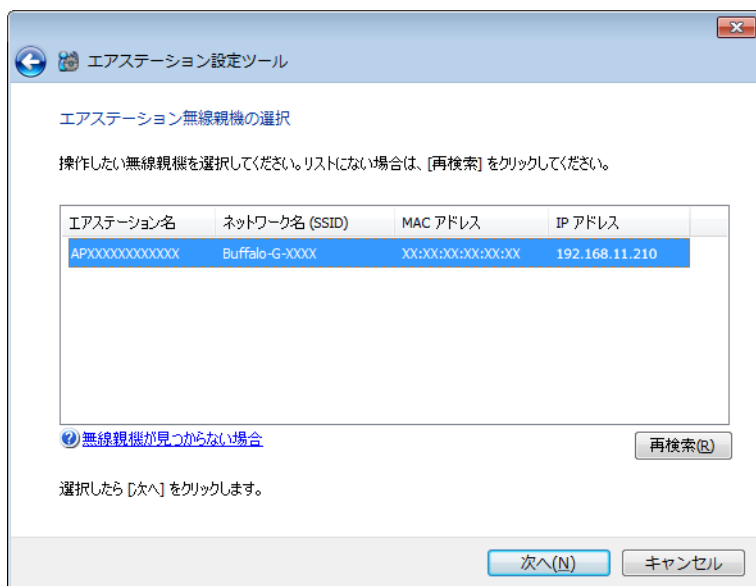 エアステーション設定ツール
エアステーション無線親機の選択
操作したい無線親機を選択してください。リストにない場合は、[再検索] をクリックしてください。
エアステーション名 ネットワーク名 (SSID) MAC アドレス IP アドレス
APXXXXXXXXXXXX Buffalo-G-XXXX XX:XX:XX:XX:XX:XX 192.168.11.210
無線親機が見つからない場合
再検索(R)
選択したら [次へ] をクリックします。
次へ(N) キャンセル